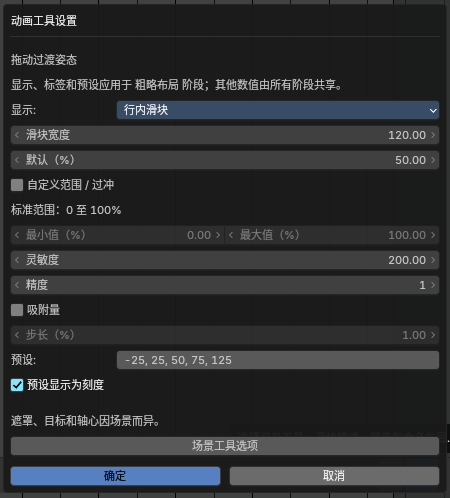 动画工具设置
拖动过渡姿态
显示、标签和预设应用于 粗略布局 阶段；其他数值由所有阶段共享。
显示: 行内滑块
滑块宽度 120.00
默认（%） 50.00
自定义范围 / 过冲
标准范围：0 至 100%
最小值（%） 0.00 最大值（%） 100.00
灵敏度 200.00
精度 1
吸附量
步长（%） 1.00
预设: -25, 25, 50, 75, 125
预设显示为刻度
遮罩、目标和轴心因场景而异。
场景工具选项
确定 取消